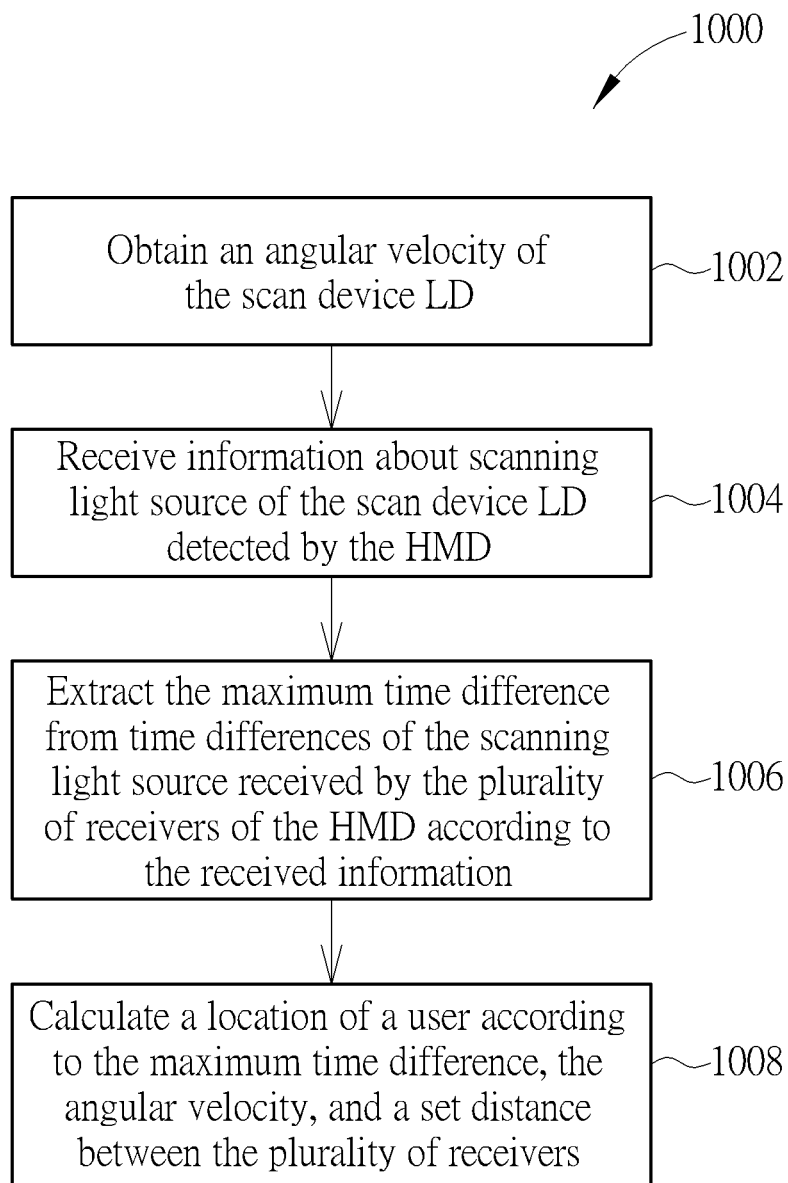 1000
Obtain an angular velocity of
the scan device LD
1002
Receive information about scanning
light source of the scan device LD
detected by the HMD
1004
Extract the maximum time difference
from time differences of the scanning
light source received by the plurality
of receivers of the HMD according to
the received information
1006
Calculate a location of a user according
to the maximum time difference, the
angular velocity, and a set distance
between the plurality of receivers
1008